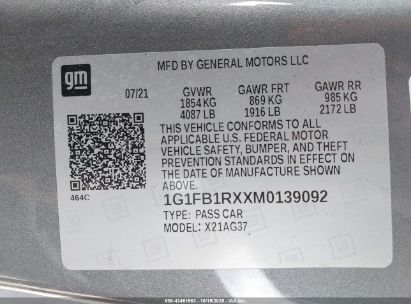 gm
MFD BY GENERAL MOTORS LLC
07/21 GVWR GAWR FRT GAWR RR
1854 KG 869 KG 985 KG
4087 LB 1916 LB 2172 LB
THIS VEHICLE CONFORMS TO ALL
APPLICABLE U.S. FEDERAL MOTOR
VEHICLE SAFETY, BUMPER, AND THEFT
PREVENTION STANDARDS IN EFFECT ON
THE DATE OF MANUFACTURE SHOWN
ABOVE.
464C
1G1FB1RXXM0139092
TYPE: PASS CAR
MODEL: X21AG37